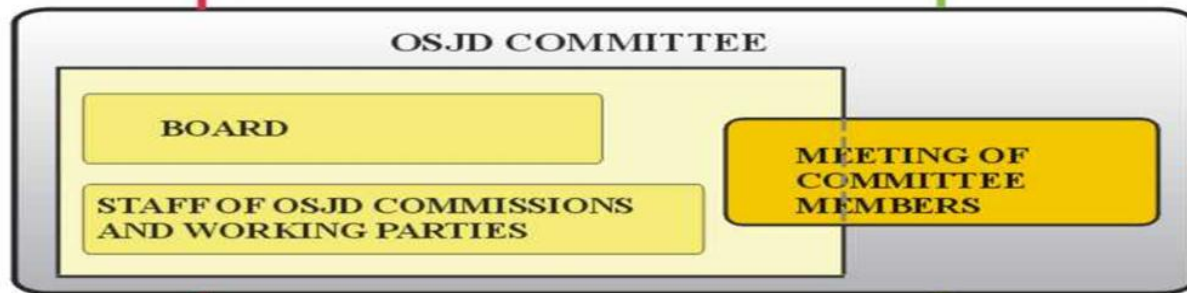 OSJD COMMITTEE
BOARD
STAFF OF OSJD COMMISSIONS
AND WORKING PARTIES
MEETING OF
COMMITTEE
MEMBERS